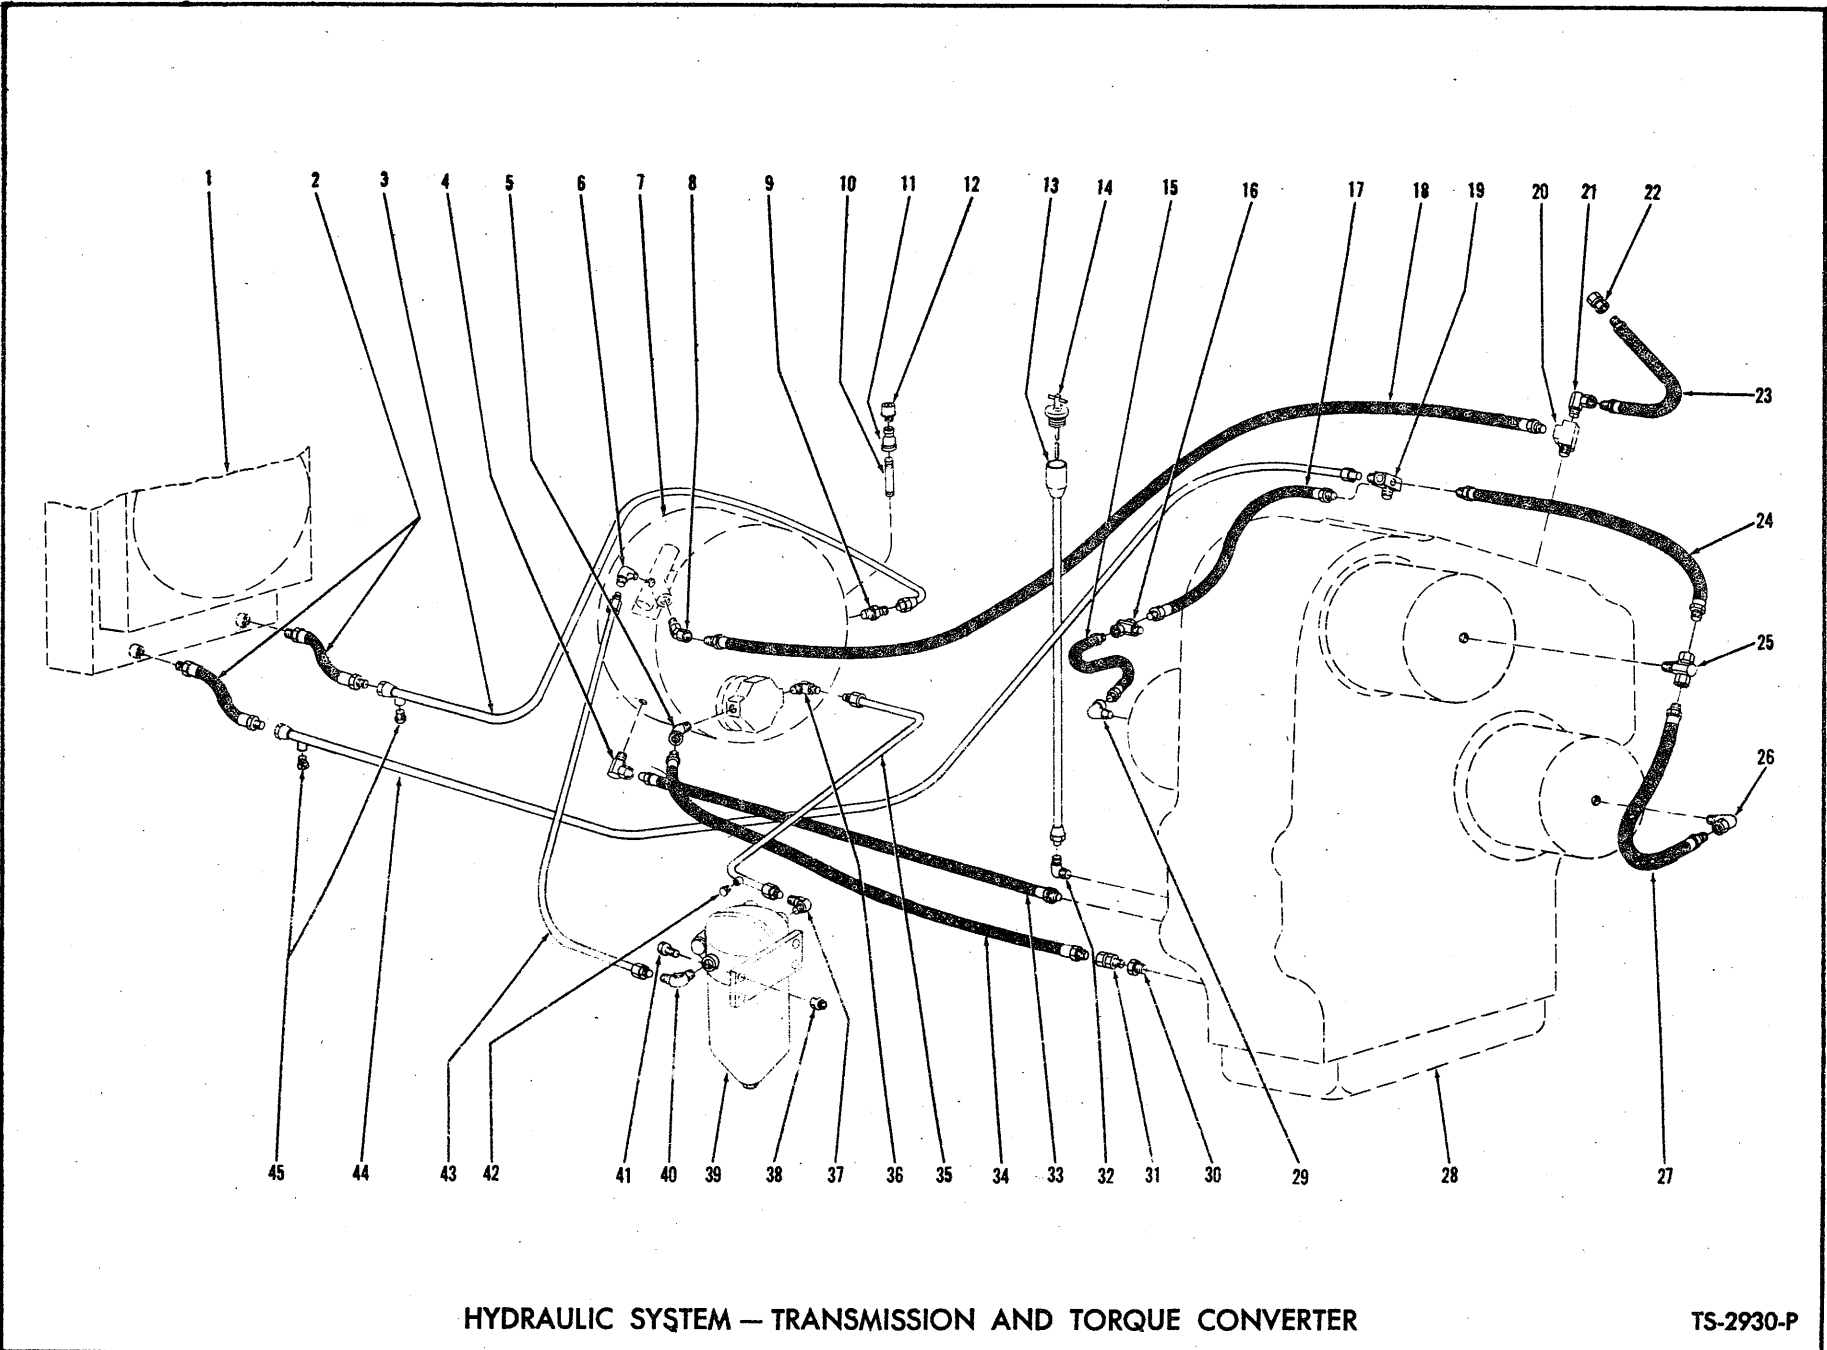 1 2 3 4 5 6 7 8 9 10 11 12 13 14 15 16 17 18 19 20 21 22
23
24
25
26
45 44 43 42 41 40 39 38 37 36 35 34 33 32 31 30 29 28 27
HYDRAULIC SYSTEM — TRANSMISSION AND TORQUE CONVERTER
TS-2930-P